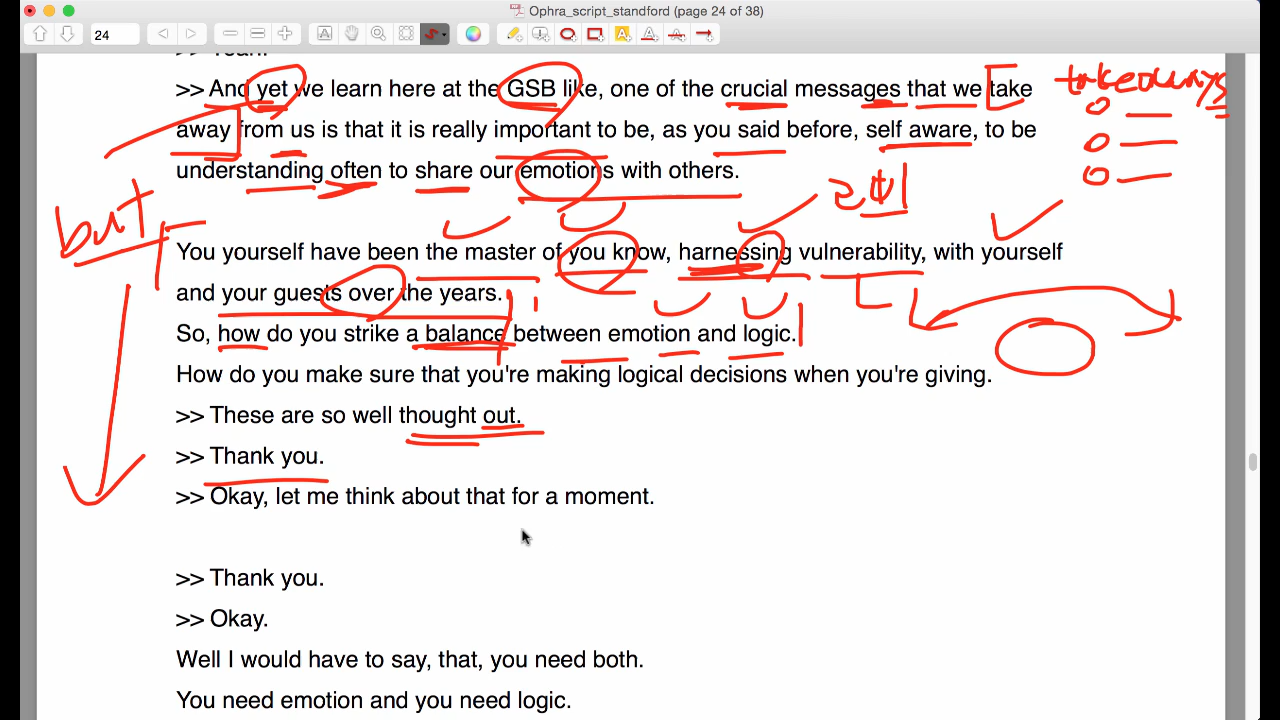 Ophra_script_standford (page 24 of 38)
24
>> And yet we learn here at the GSB like, one of the crucial messages that we take
away from us is that it is really important to be, as you said before, self aware, to be
understanding often to share our emotions with others.
takeaways
but
You yourself have been the master of you know, harnessing vulnerability, with yourself
and your guests over the years.
So, how do you strike a balance between emotion and logic.
How do you make sure that you're making logical decisions when you're giving.
>> These are so well thought out.
>> Thank you.
>> Okay, let me think about that for a moment.
>> Thank you.
>> Okay.
Well I would have to say, that, you need both.
You need emotion and you need logic.